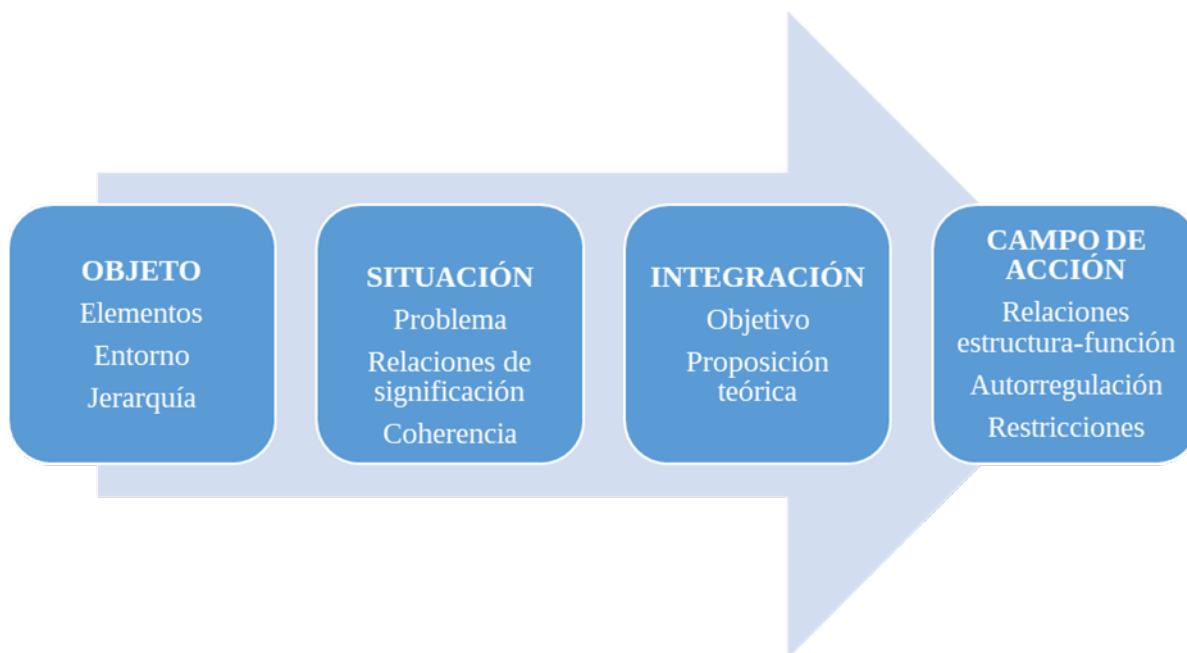 OBJETO
Elementos
Entorno
Jerarquía
SITUACIÓN
Problema
Relaciones de
significación
Coherencia
INTEGRACIÓN
Objetivo
Proposición
teórica
CAMPO DE
ACCIÓN
Relaciones
estructura-función
Autorregulación
Restricciones